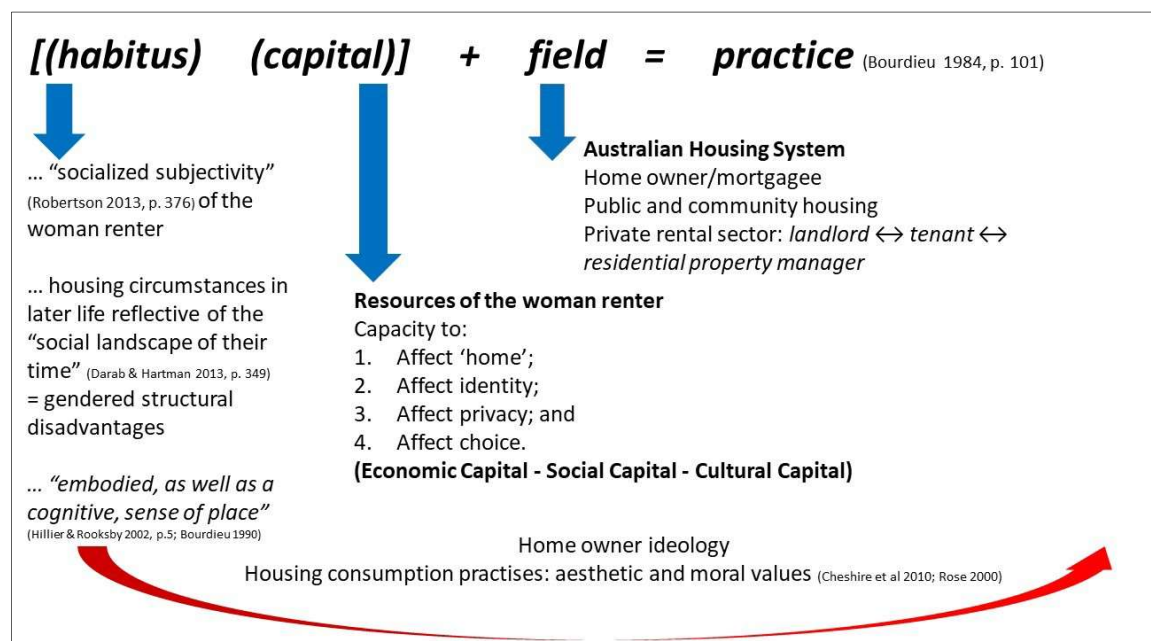 [(habitus) (capital)] + field = practice (Bourdieu 1984, p. 101)
… “socialized subjectivity”
(Robertson 2013, p. 376) of the
woman renter
… housing circumstances in
later life reflective of the
“social landscape of their
time” (Darab & Hartman 2013, p. 349)
= gendered structural
disadvantages
… “embodied, as well as a
cognitive, sense of place”
(Hillier & Rooksby 2002, p.5; Bourdieu 1990)
Resources of the woman renter
Capacity to:
1. Affect ‘home’;
2. Affect identity;
3. Affect privacy; and
4. Affect choice.
(Economic Capital - Social Capital - Cultural Capital)
Australian Housing System
Home owner/mortgagee
Public and community housing
Private rental sector: landlord ↔ tenant ↔
residential property manager
Home owner ideology
Housing consumption practises: aesthetic and moral values (Cheshire et al 2010; Rose 2000)